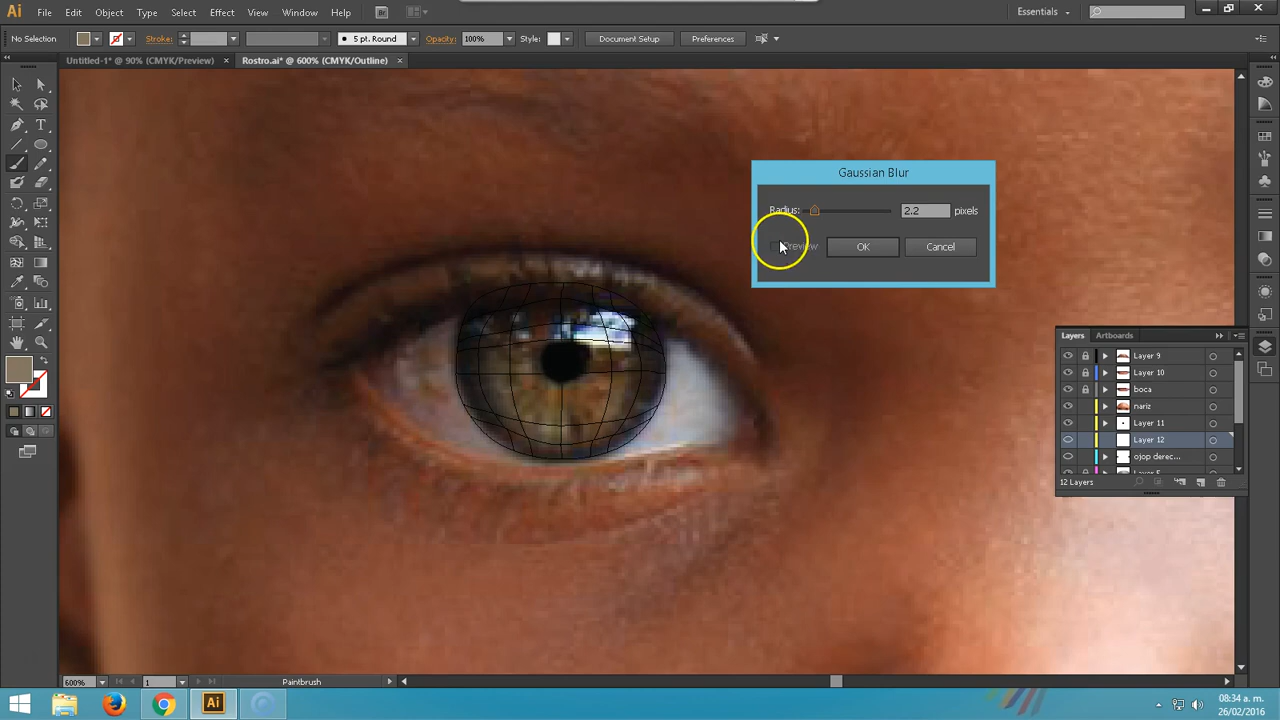 Ai File Edit Object Type Select Effect View Window Help Br Essentials
No Selection Stroke: 5 pt. Round Opacity: 100% Style: Document Setup Preferences
Untitled-1* @ 90% (CMYK/Preview) × Rostro.ai* @ 600% (CMYK/Outline) ×
Gaussian Blur
Radius: 2.2 pixels
Preview OK Cancel
Layers Artboards
Layer 9
Layer 10
boca
nariz
Layer 11
Layer 12
ojop derec...
12 Layers
600% 1 Paintbrush
Ai
08:34 a. m.
26/02/2016